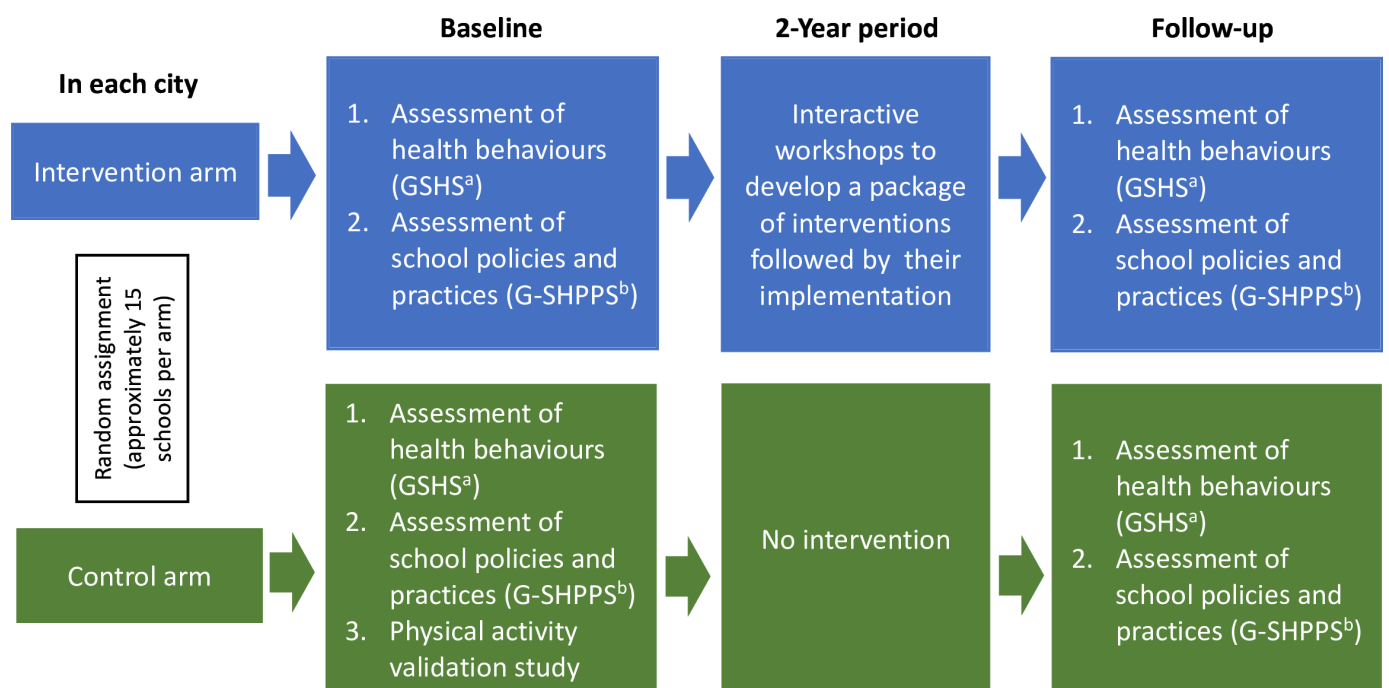 Baseline
2-Year period
Follow-up
In each city
Intervention arm
1. Assessment of
health behaviours
(GSHSᵃ)
2. Assessment of
school policies and
practices (G-SHPPSᵇ)
Interactive
workshops to
develop a package
of interventions
followed by their
implementation
1. Assessment of
health behaviours
(GSHSᵃ)
2. Assessment of
school policies and
practices (G-SHPPSᵇ)
Random assignment
(approximately 15
schools per arm)
Control arm
1. Assessment of
health behaviours
(GSHSᵃ)
2. Assessment of
school policies and
practices (G-SHPPSᵇ)
3. Physical activity
validation study
No intervention
1. Assessment of
health behaviours
(GSHSᵃ)
2. Assessment of
school policies and
practices (G-SHPPSᵇ)